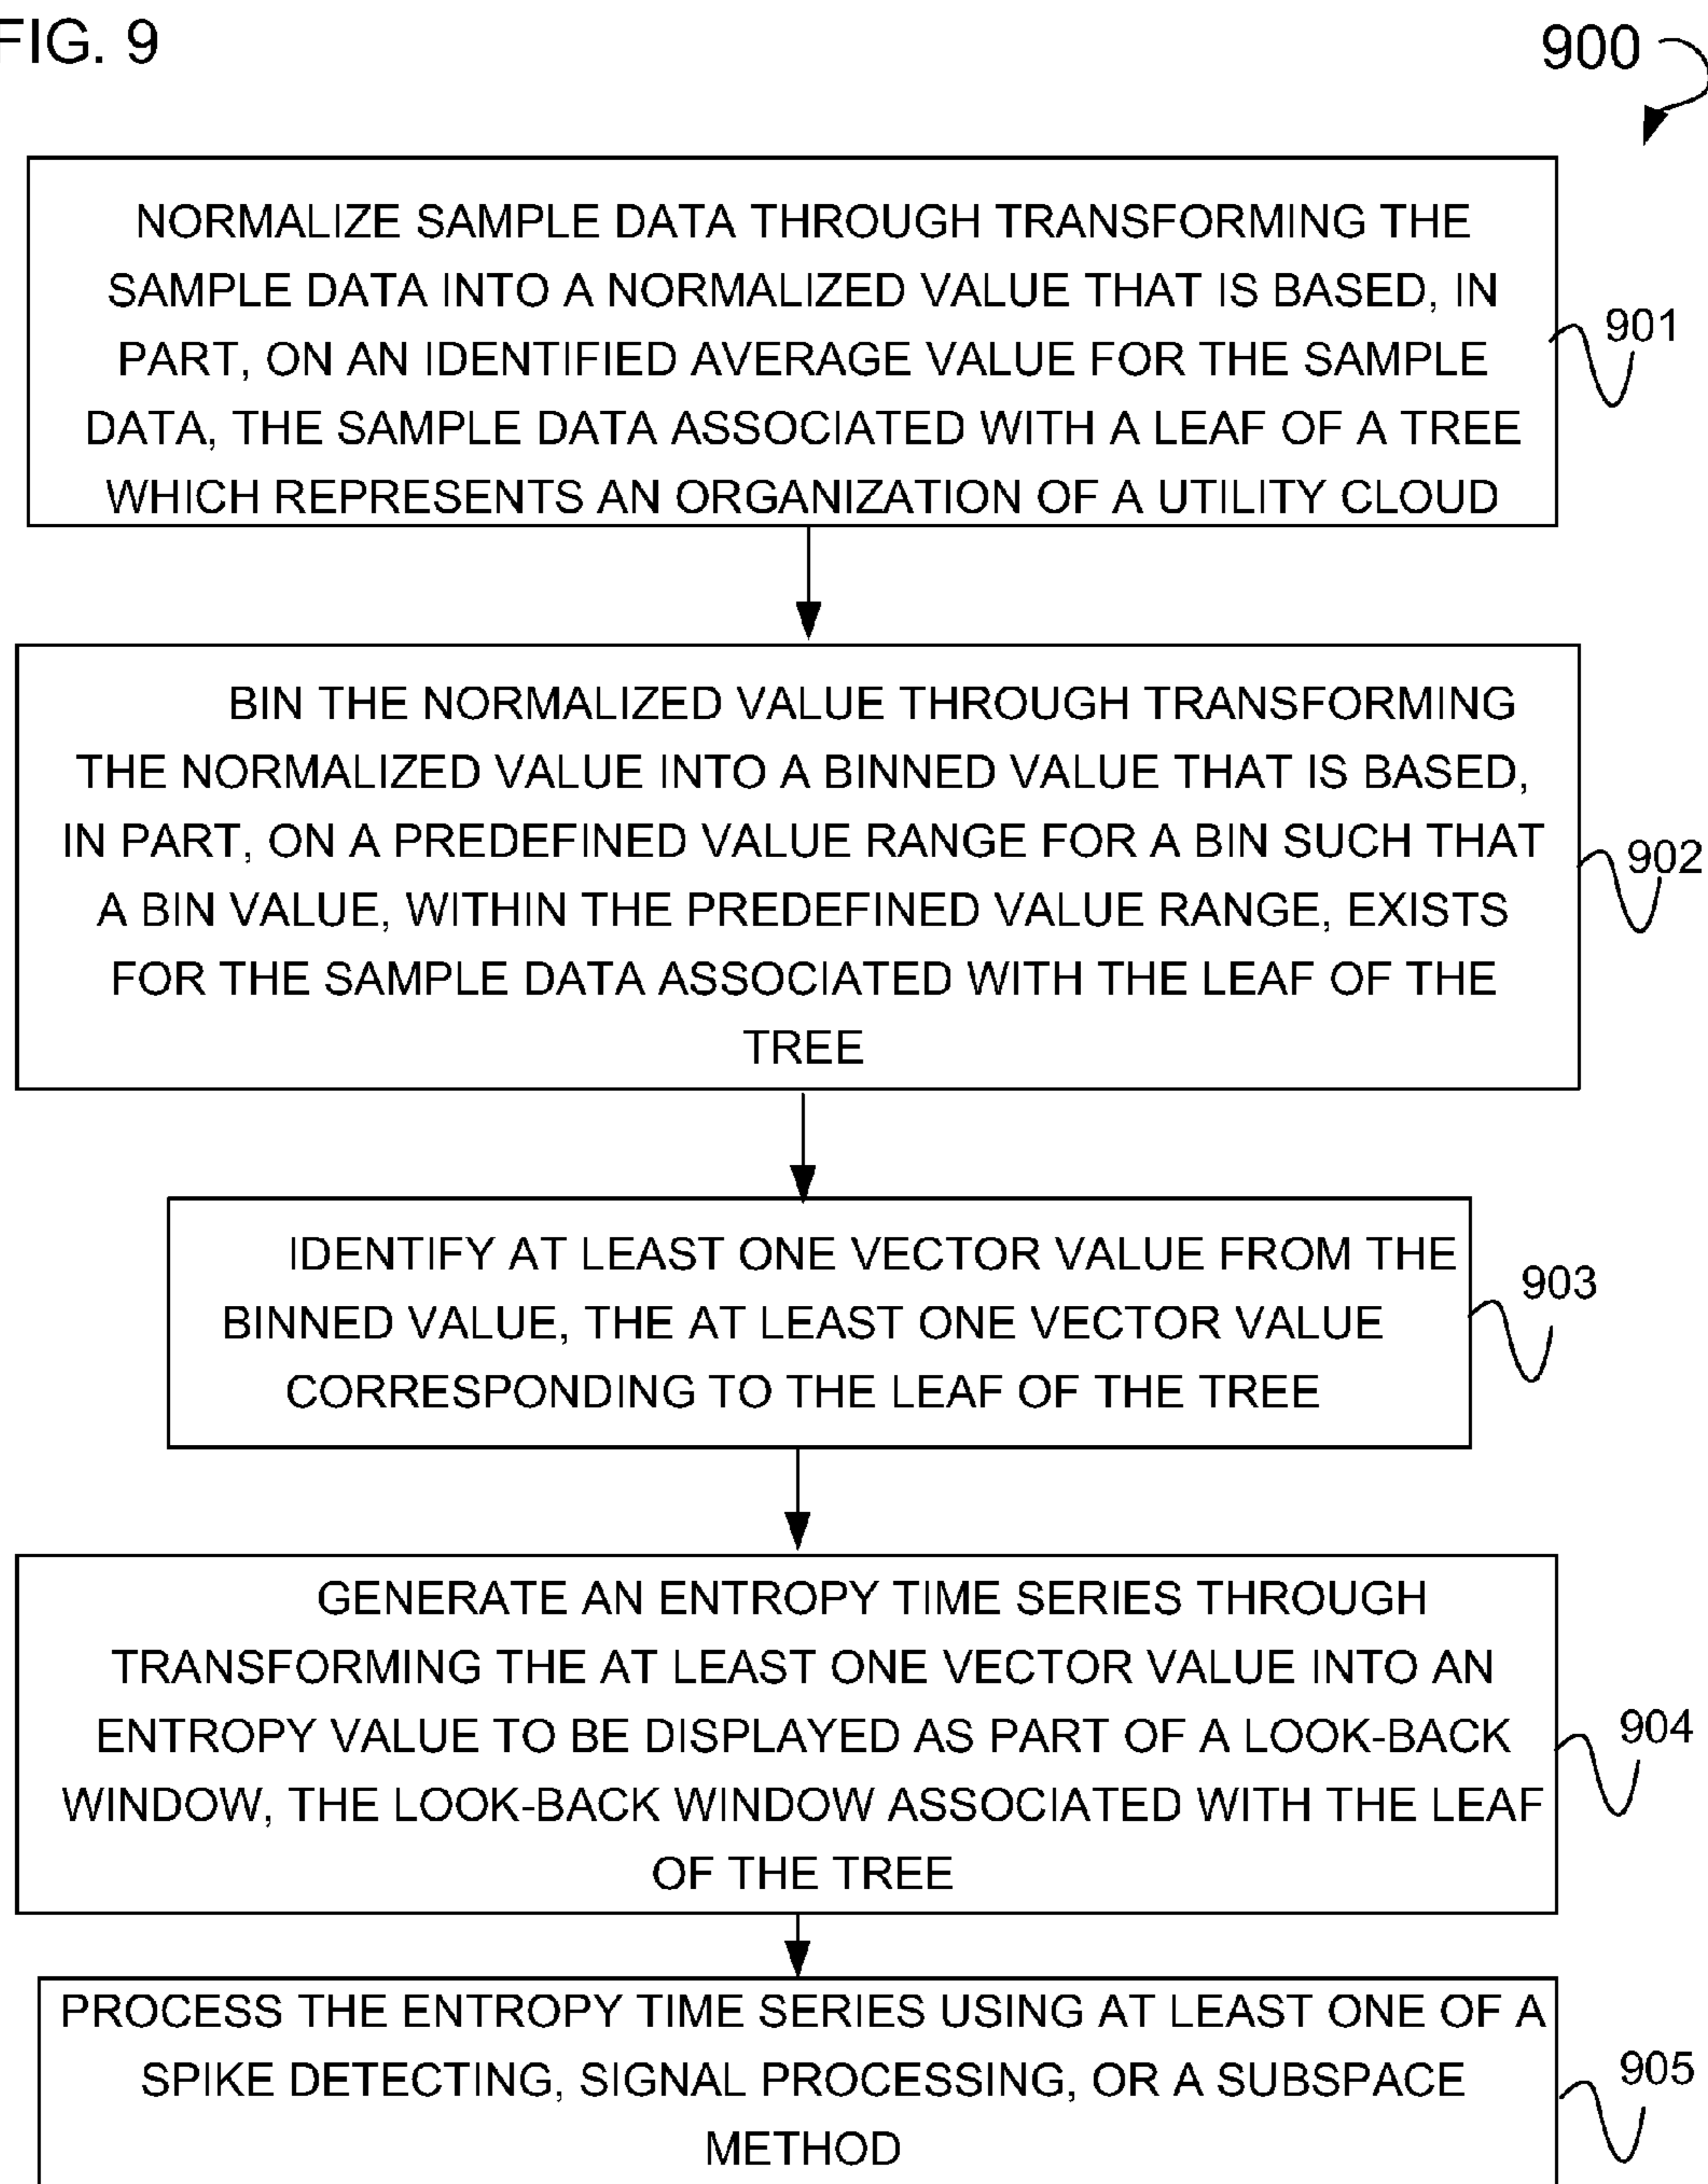 FIG. 9
900
NORMALIZE SAMPLE DATA THROUGH TRANSFORMING THE
SAMPLE DATA INTO A NORMALIZED VALUE THAT IS BASED, IN
PART, ON AN IDENTIFIED AVERAGE VALUE FOR THE SAMPLE
DATA, THE SAMPLE DATA ASSOCIATED WITH A LEAF OF A TREE
WHICH REPRESENTS AN ORGANIZATION OF A UTILITY CLOUD
901
BIN THE NORMALIZED VALUE THROUGH TRANSFORMING
THE NORMALIZED VALUE INTO A BINNED VALUE THAT IS BASED,
IN PART, ON A PREDEFINED VALUE RANGE FOR A BIN SUCH THAT
A BIN VALUE, WITHIN THE PREDEFINED VALUE RANGE, EXISTS
FOR THE SAMPLE DATA ASSOCIATED WITH THE LEAF OF THE
TREE
902
IDENTIFY AT LEAST ONE VECTOR VALUE FROM THE
BINNED VALUE, THE AT LEAST ONE VECTOR VALUE
CORRESPONDING TO THE LEAF OF THE TREE
903
GENERATE AN ENTROPY TIME SERIES THROUGH
TRANSFORMING THE AT LEAST ONE VECTOR VALUE INTO AN
ENTROPY VALUE TO BE DISPLAYED AS PART OF A LOOK-BACK
WINDOW, THE LOOK-BACK WINDOW ASSOCIATED WITH THE LEAF
OF THE TREE
904
PROCESS THE ENTROPY TIME SERIES USING AT LEAST ONE OF A
SPIKE DETECTING, SIGNAL PROCESSING, OR A SUBSPACE
METHOD
905